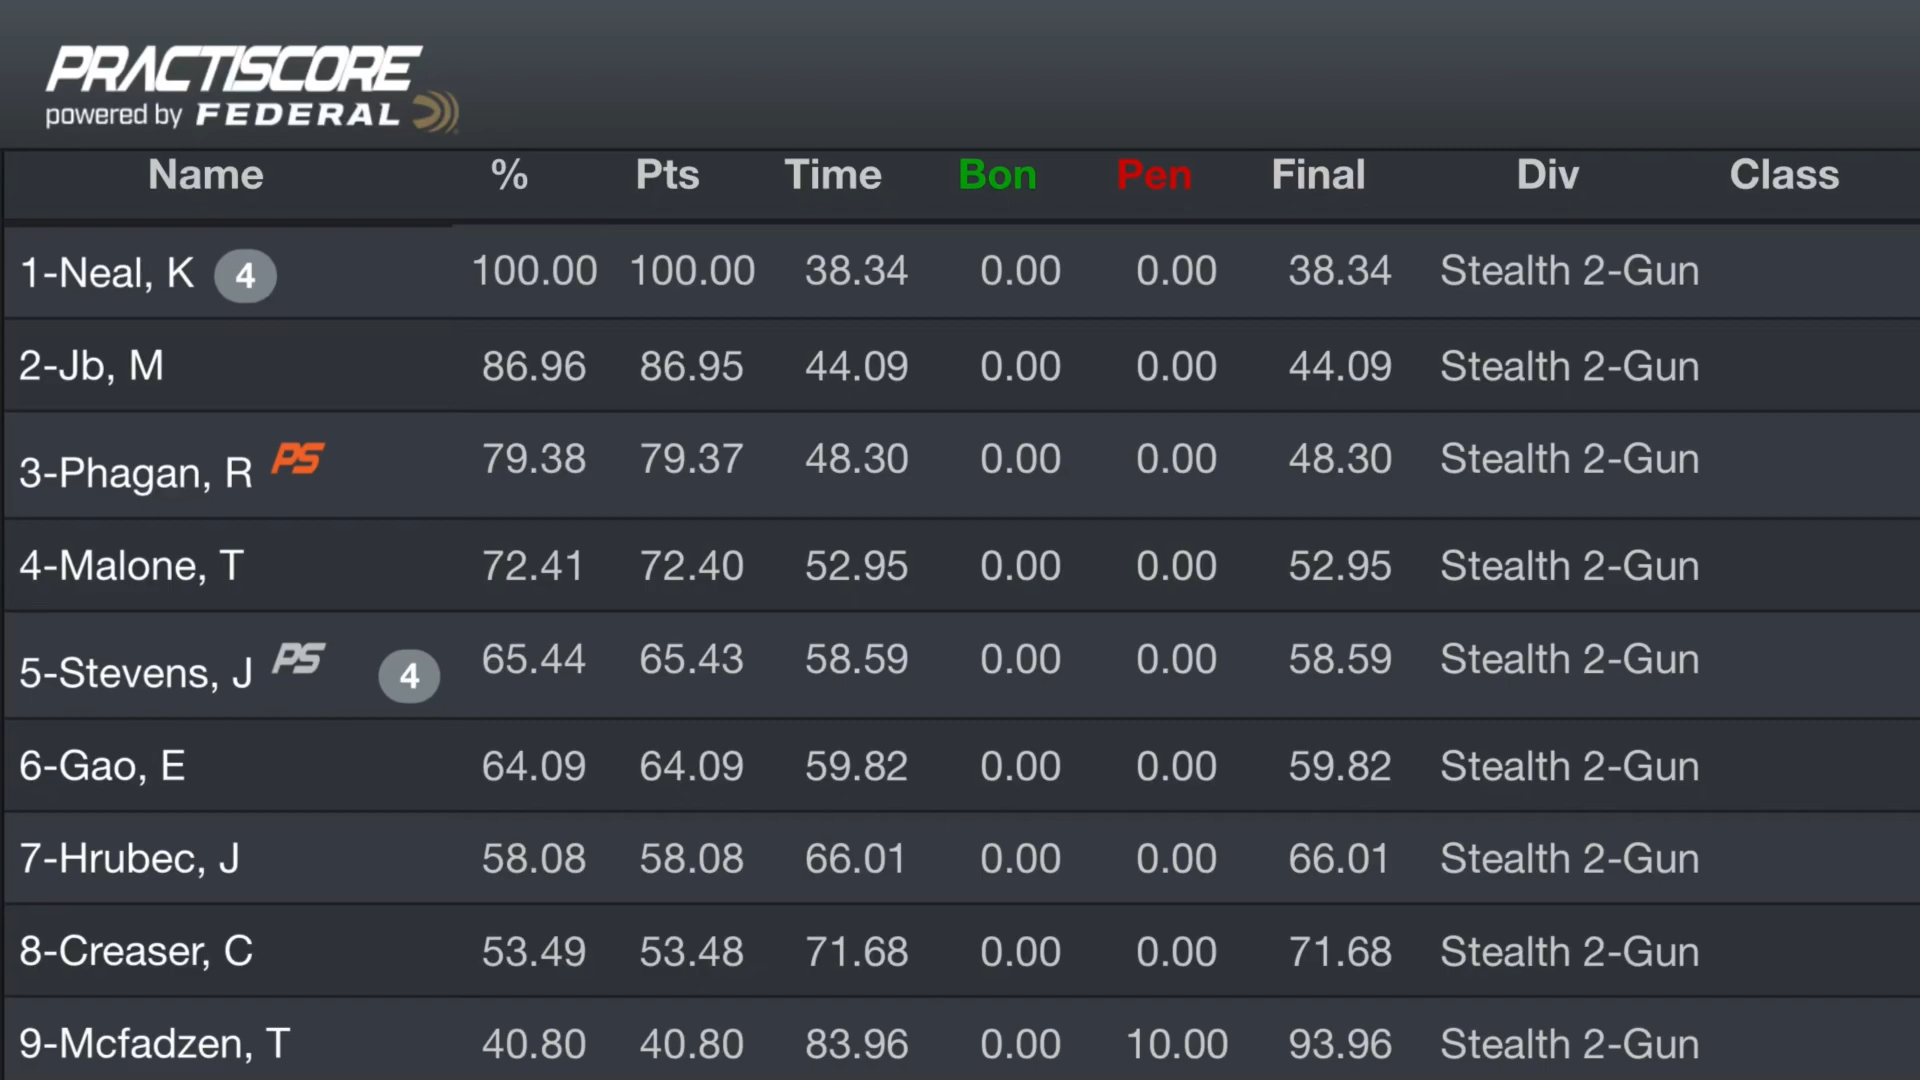 PRACTISCORE
powered by FEDERAL
Name % Pts Time Bon Pen Final Div Class
1-Neal, K 4 100.00 100.00 38.34 0.00 0.00 38.34 Stealth 2-Gun
2-Jb, M 86.96 86.95 44.09 0.00 0.00 44.09 Stealth 2-Gun
3-Phagan, R PS 79.38 79.37 48.30 0.00 0.00 48.30 Stealth 2-Gun
4-Malone, T 72.41 72.40 52.95 0.00 0.00 52.95 Stealth 2-Gun
5-Stevens, J PS 4 65.44 65.43 58.59 0.00 0.00 58.59 Stealth 2-Gun
6-Gao, E 64.09 64.09 59.82 0.00 0.00 59.82 Stealth 2-Gun
7-Hrubec, J 58.08 58.08 66.01 0.00 0.00 66.01 Stealth 2-Gun
8-Creaser, C 53.49 53.48 71.68 0.00 0.00 71.68 Stealth 2-Gun
9-Mcfadzen, T 40.80 40.80 83.96 0.00 10.00 93.96 Stealth 2-Gun